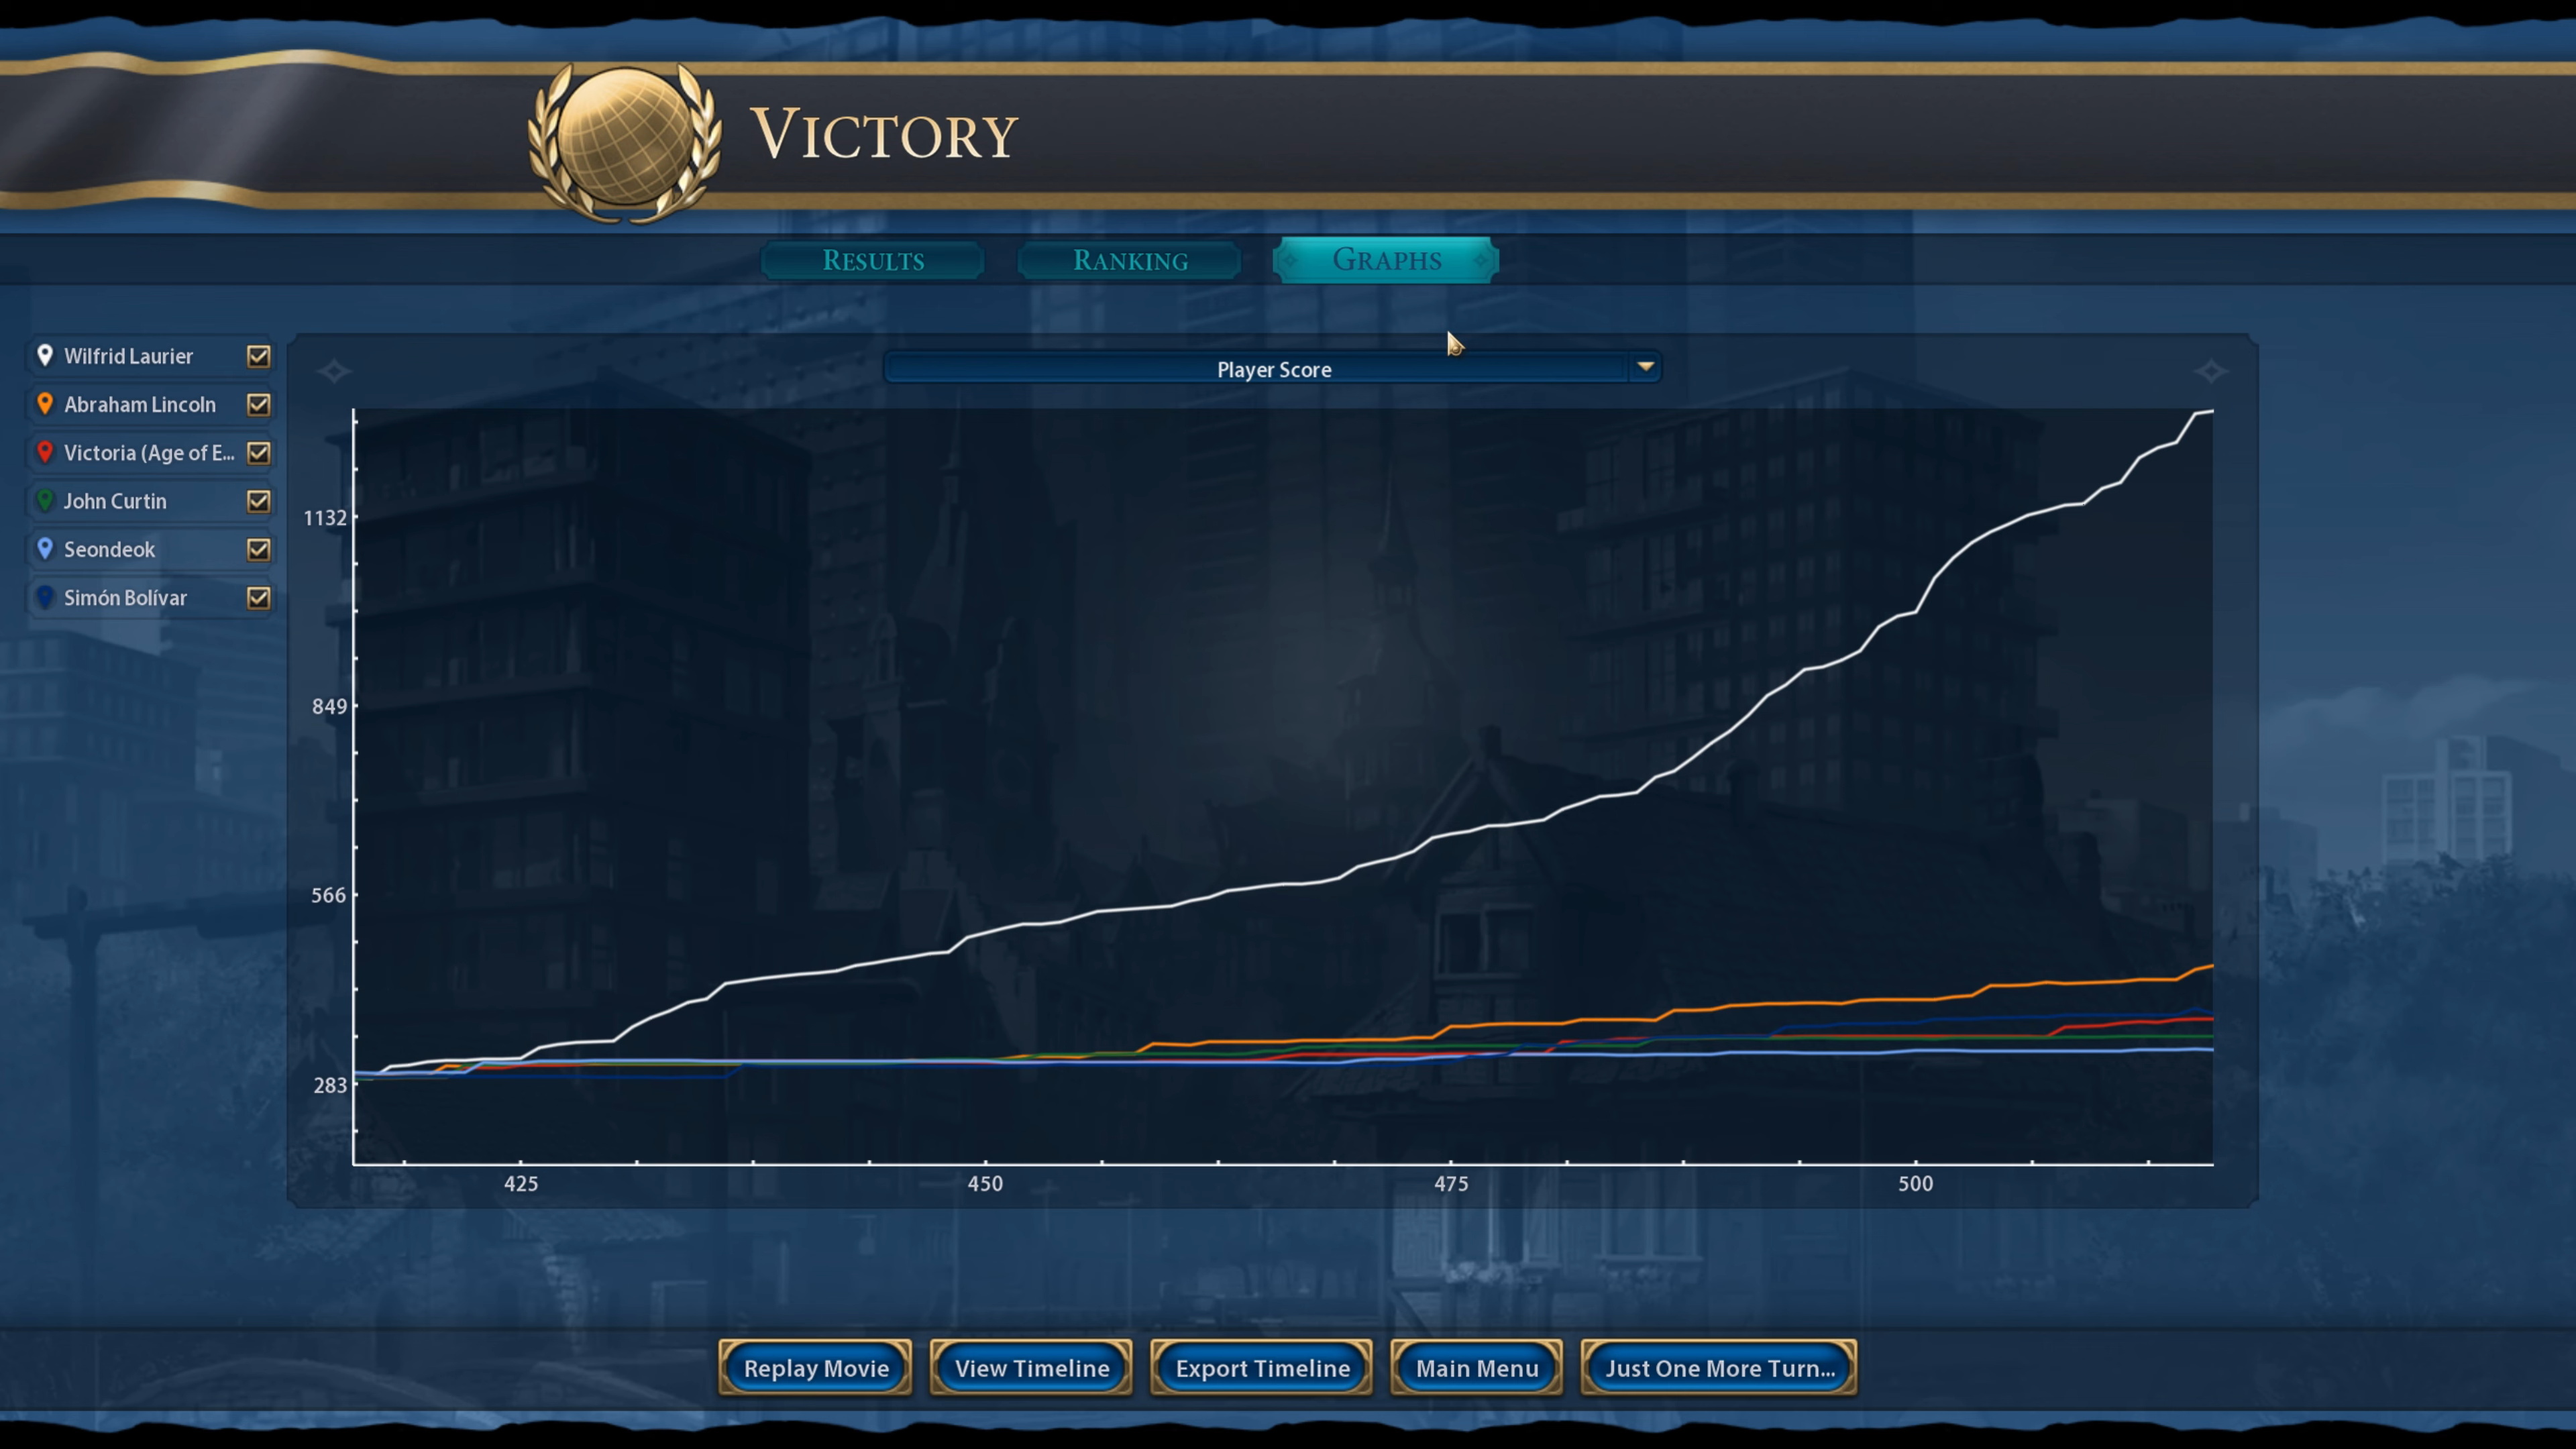 VICTORY
RESULTS
RANKING
GRAPHS
Wilfrid Laurier
Abraham Lincoln
Victoria (Age of E...
John Curtin
Seondeok
Simón Bolívar
Player Score
1132
849
566
283
425
450
475
500
Replay Movie
View Timeline
Export Timeline
Main Menu
Just One More Turn...